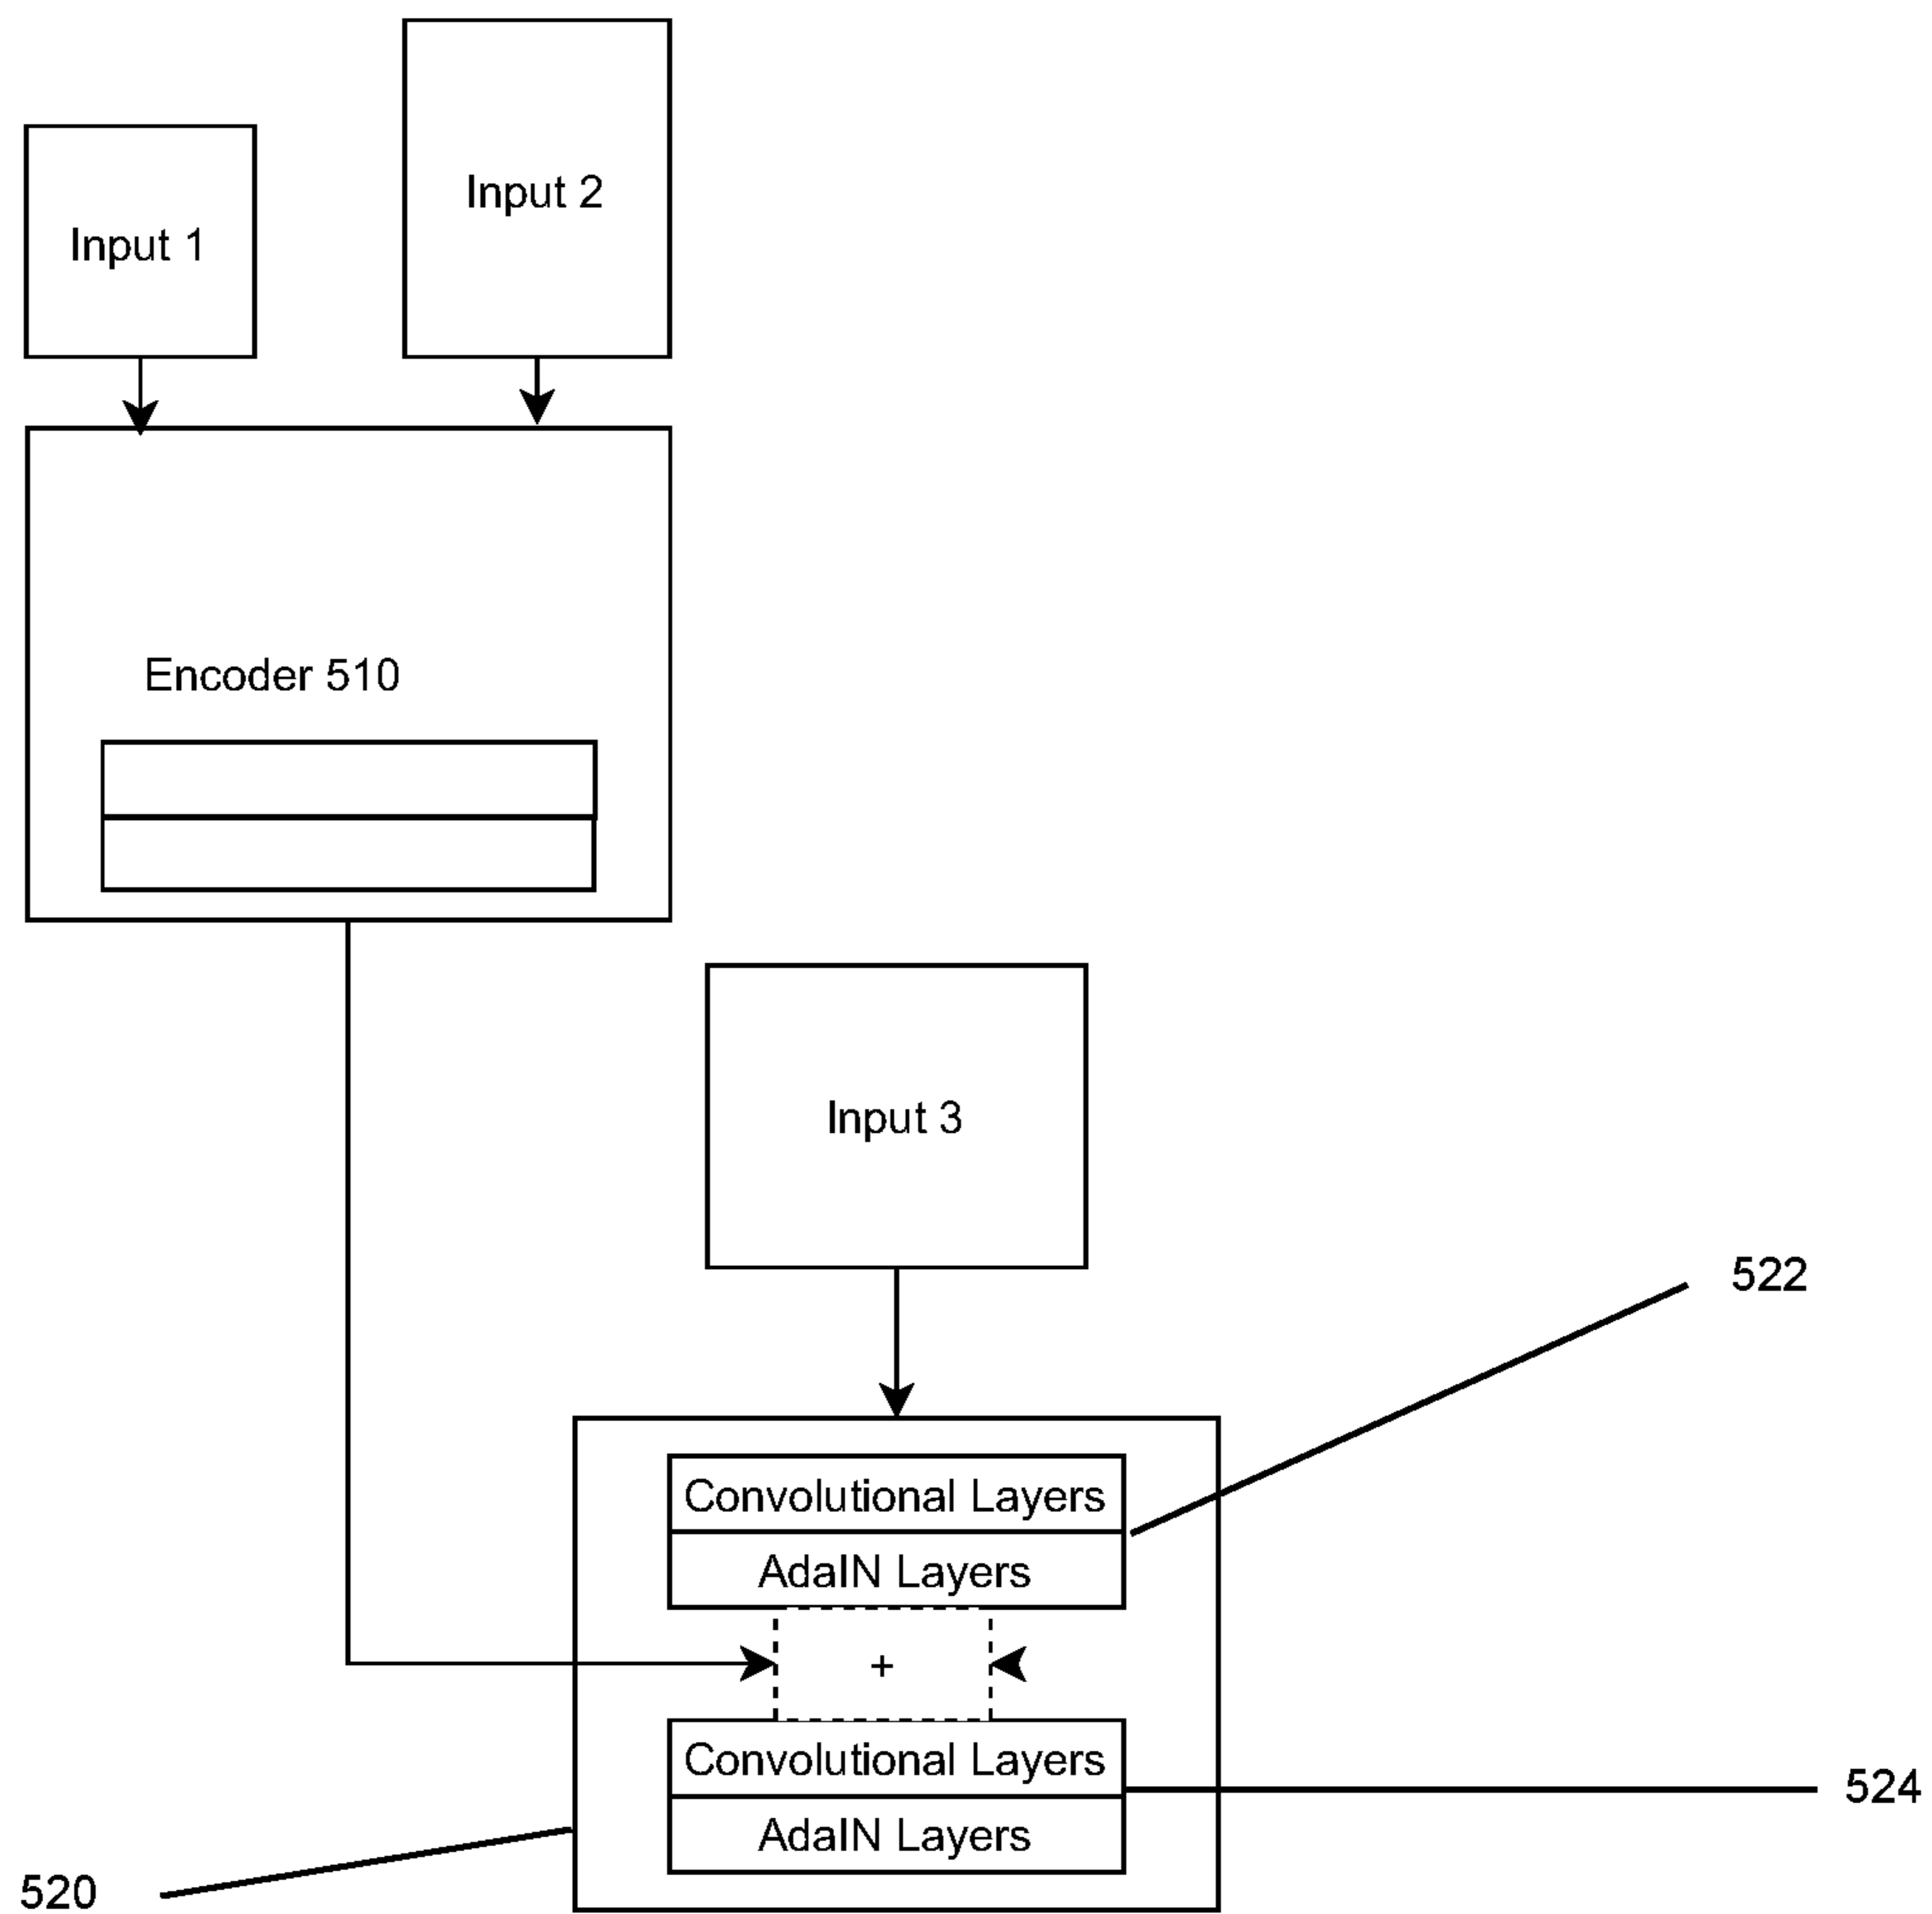 Input 2
Input 1
Encoder 510
Input 3
522
Convolutional Layers
AdaIN Layers
+
Convolutional Layers
524
AdaIN Layers
520